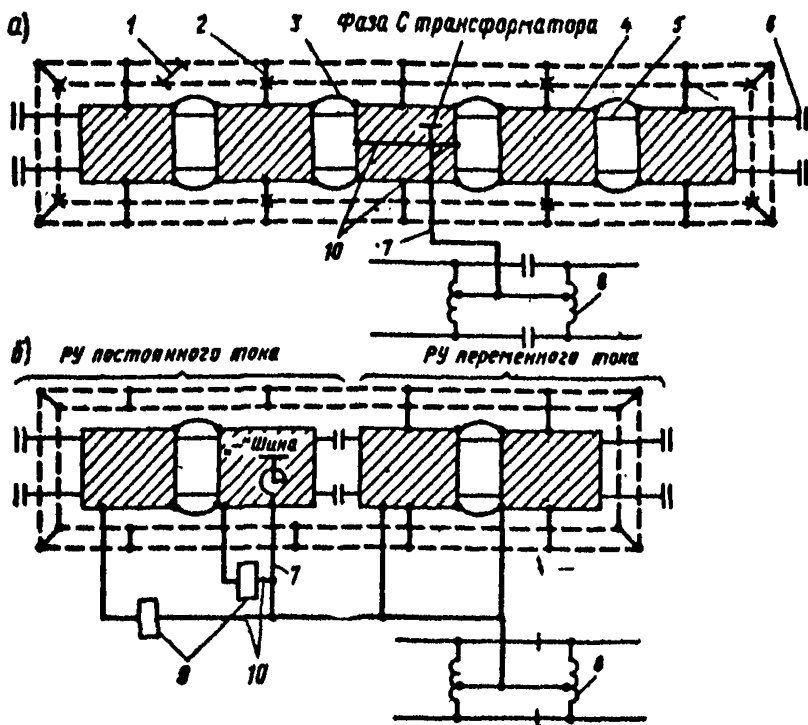 а) 1 2 3 Фаза С трансформатора 4 5 6
10 7
8
б) РУ постоянного тока РУ переменного тока
„–" Шина
7
9 10 8